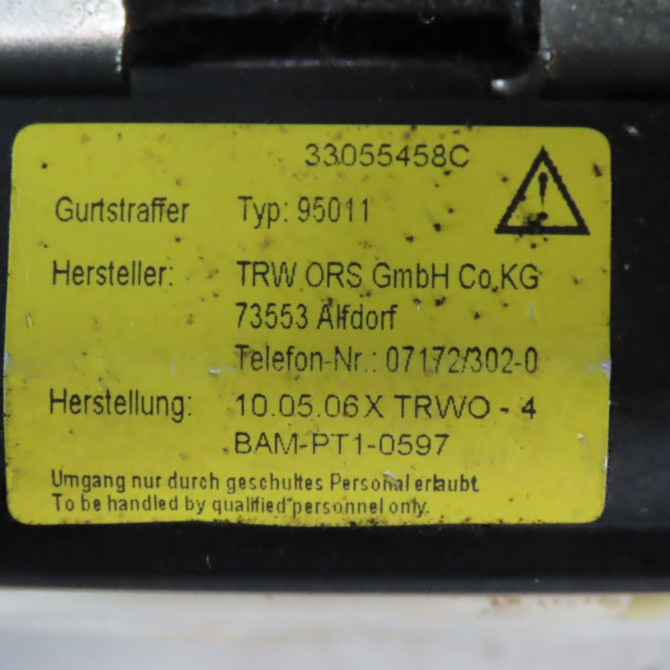 33055458C
Gurtstraffer Typ: 95011
Hersteller: TRW ORS GmbH Co.KG
73553 Alfdorf
Telefon-Nr.: 07172/302-0
Herstellung: 10.05.06X TRWO - 4
BAM-PT1-0597
Umgang nur durch geschultes Personal erlaubt
To be handled by qualified personnel only.